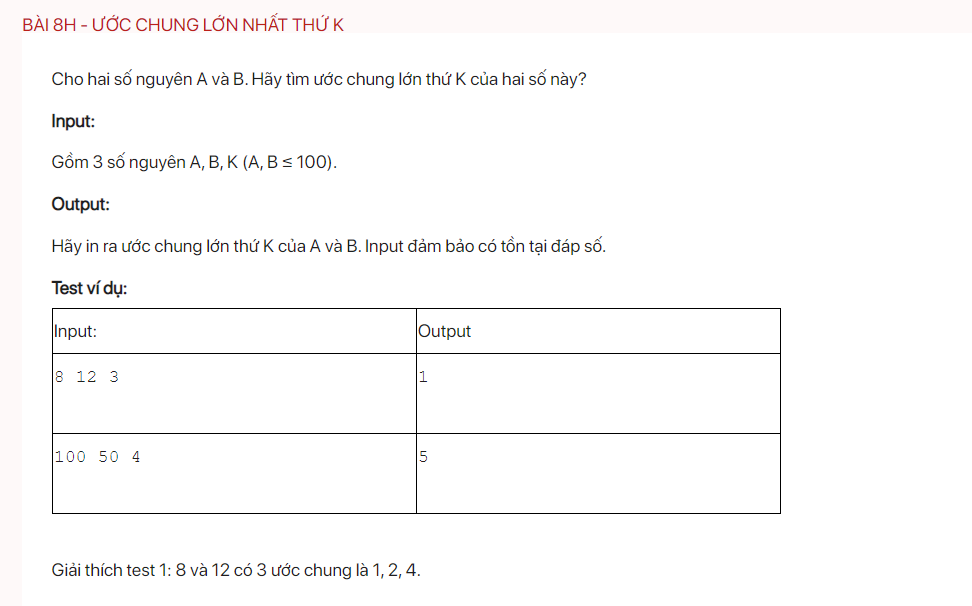 BÀI 8H - ƯỚC CHUNG LỚN NHẤT THỨ K
Cho hai số nguyên A và B. Hãy tìm ước chung lớn thứ K của hai số này?
Input:
Gồm 3 số nguyên A, B, K (A, B ≤ 100).
Output:
Hãy in ra ước chung lớn thứ K của A và B. Input đảm bảo có tồn tại đáp số.
Test ví dụ:
Input: Output
8 12 3 1
100 50 4 5
Giải thích test 1: 8 và 12 có 3 ước chung là 1, 2, 4.